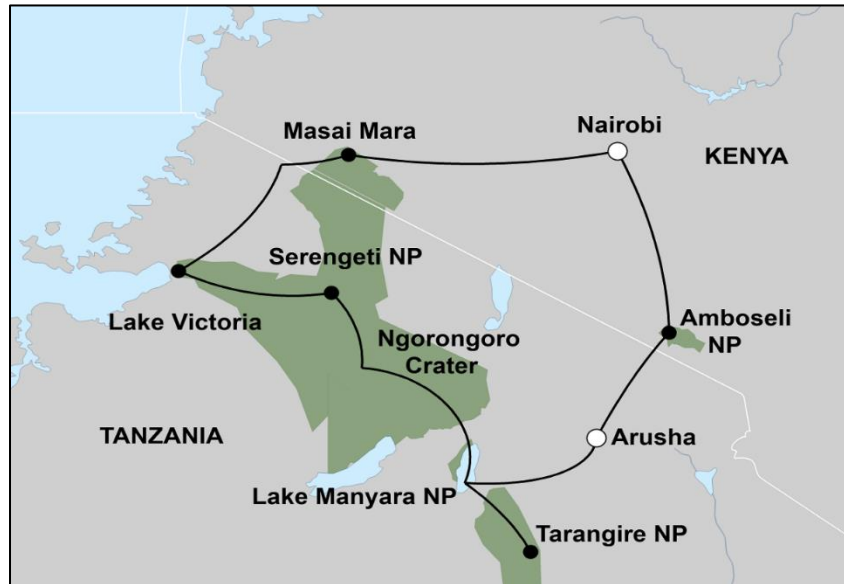 Masai Mara
Nairobi
KENYA
Serengeti NP
Lake Victoria
Amboseli
NP
Ngorongoro
Crater
TANZANIA
Arusha
Lake Manyara NP
Tarangire NP